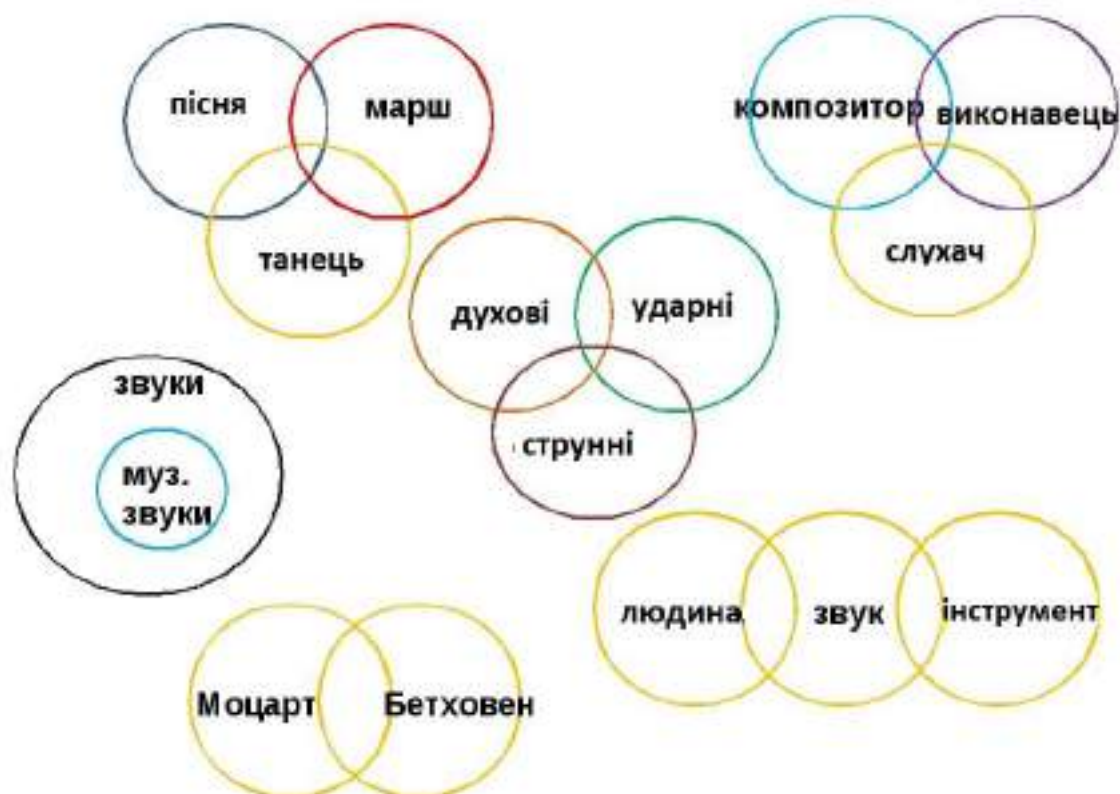 пісня
марш
танець
композитор
виконавець
слухач
духові
ударні
струнні
звуки
муз.
звуки
людина
звук
інструмент
Моцарт
Бетховен